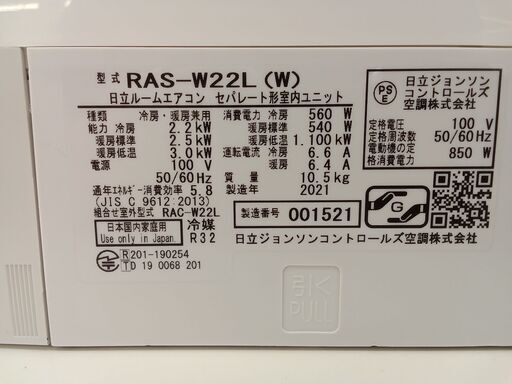 型式 RAS-W22L (W)
日立ルームエアコン セパレート形室内ユニット
種類 冷房・暖房兼用
能力 冷房 2.2kW
暖房標準 2.5kW
暖房低温 3.0kW
電源 100 V
50/60Hz
通年エネルギー消費効率 5.8
(JIS C 9612:2013)
組合せ室外型式 RAC-W22L
消費電力 冷房 560 W
暖房標準 540 W
暖房低温 1.100kW
運転電流 冷房 6.6 A
暖房標準 6.4 A
質量 10.5kg
製造年 2021
製造番号 001521
日本国内家庭用
Use only in Japan.
冷媒
R32
R 201-190254
T D 19 0068 201
PS
E
日立ジョンソン
コントロールズ
空調株式会社
定格電圧 100 V
定格周波数 50/60Hz
電動機の定
格消費電力 850 W
G
日立ジョンソンコントロールズ空調株式会社
引く
PULL